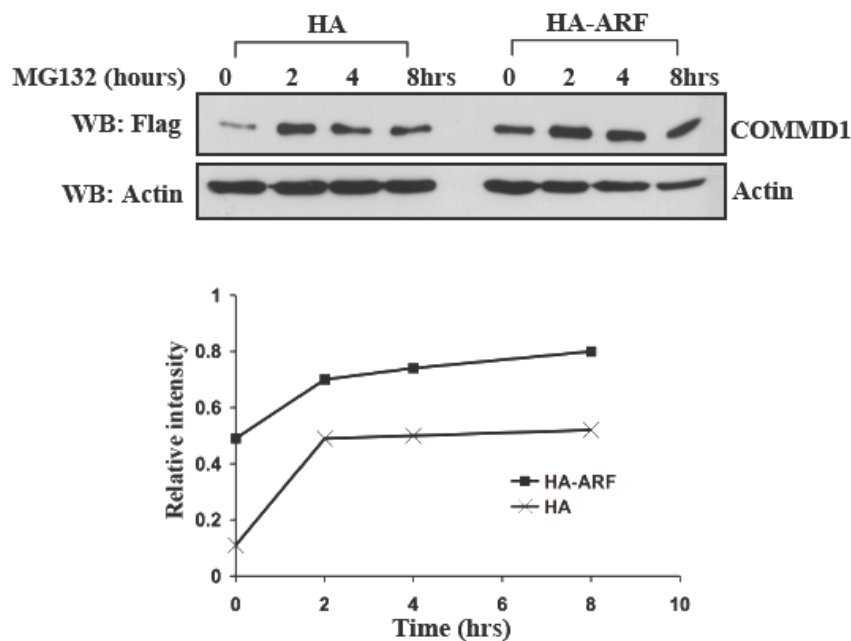 HA HA-ARF
MG132 (hours) 0 2 4 8hrs 0 2 4 8hrs
WB: Flag COMMD1
WB: Actin Actin
1
0.8
0.6
0.4
0.2
0
Relative intensity
HA-ARF
HA
0 2 4 6 8 10
Time (hrs)